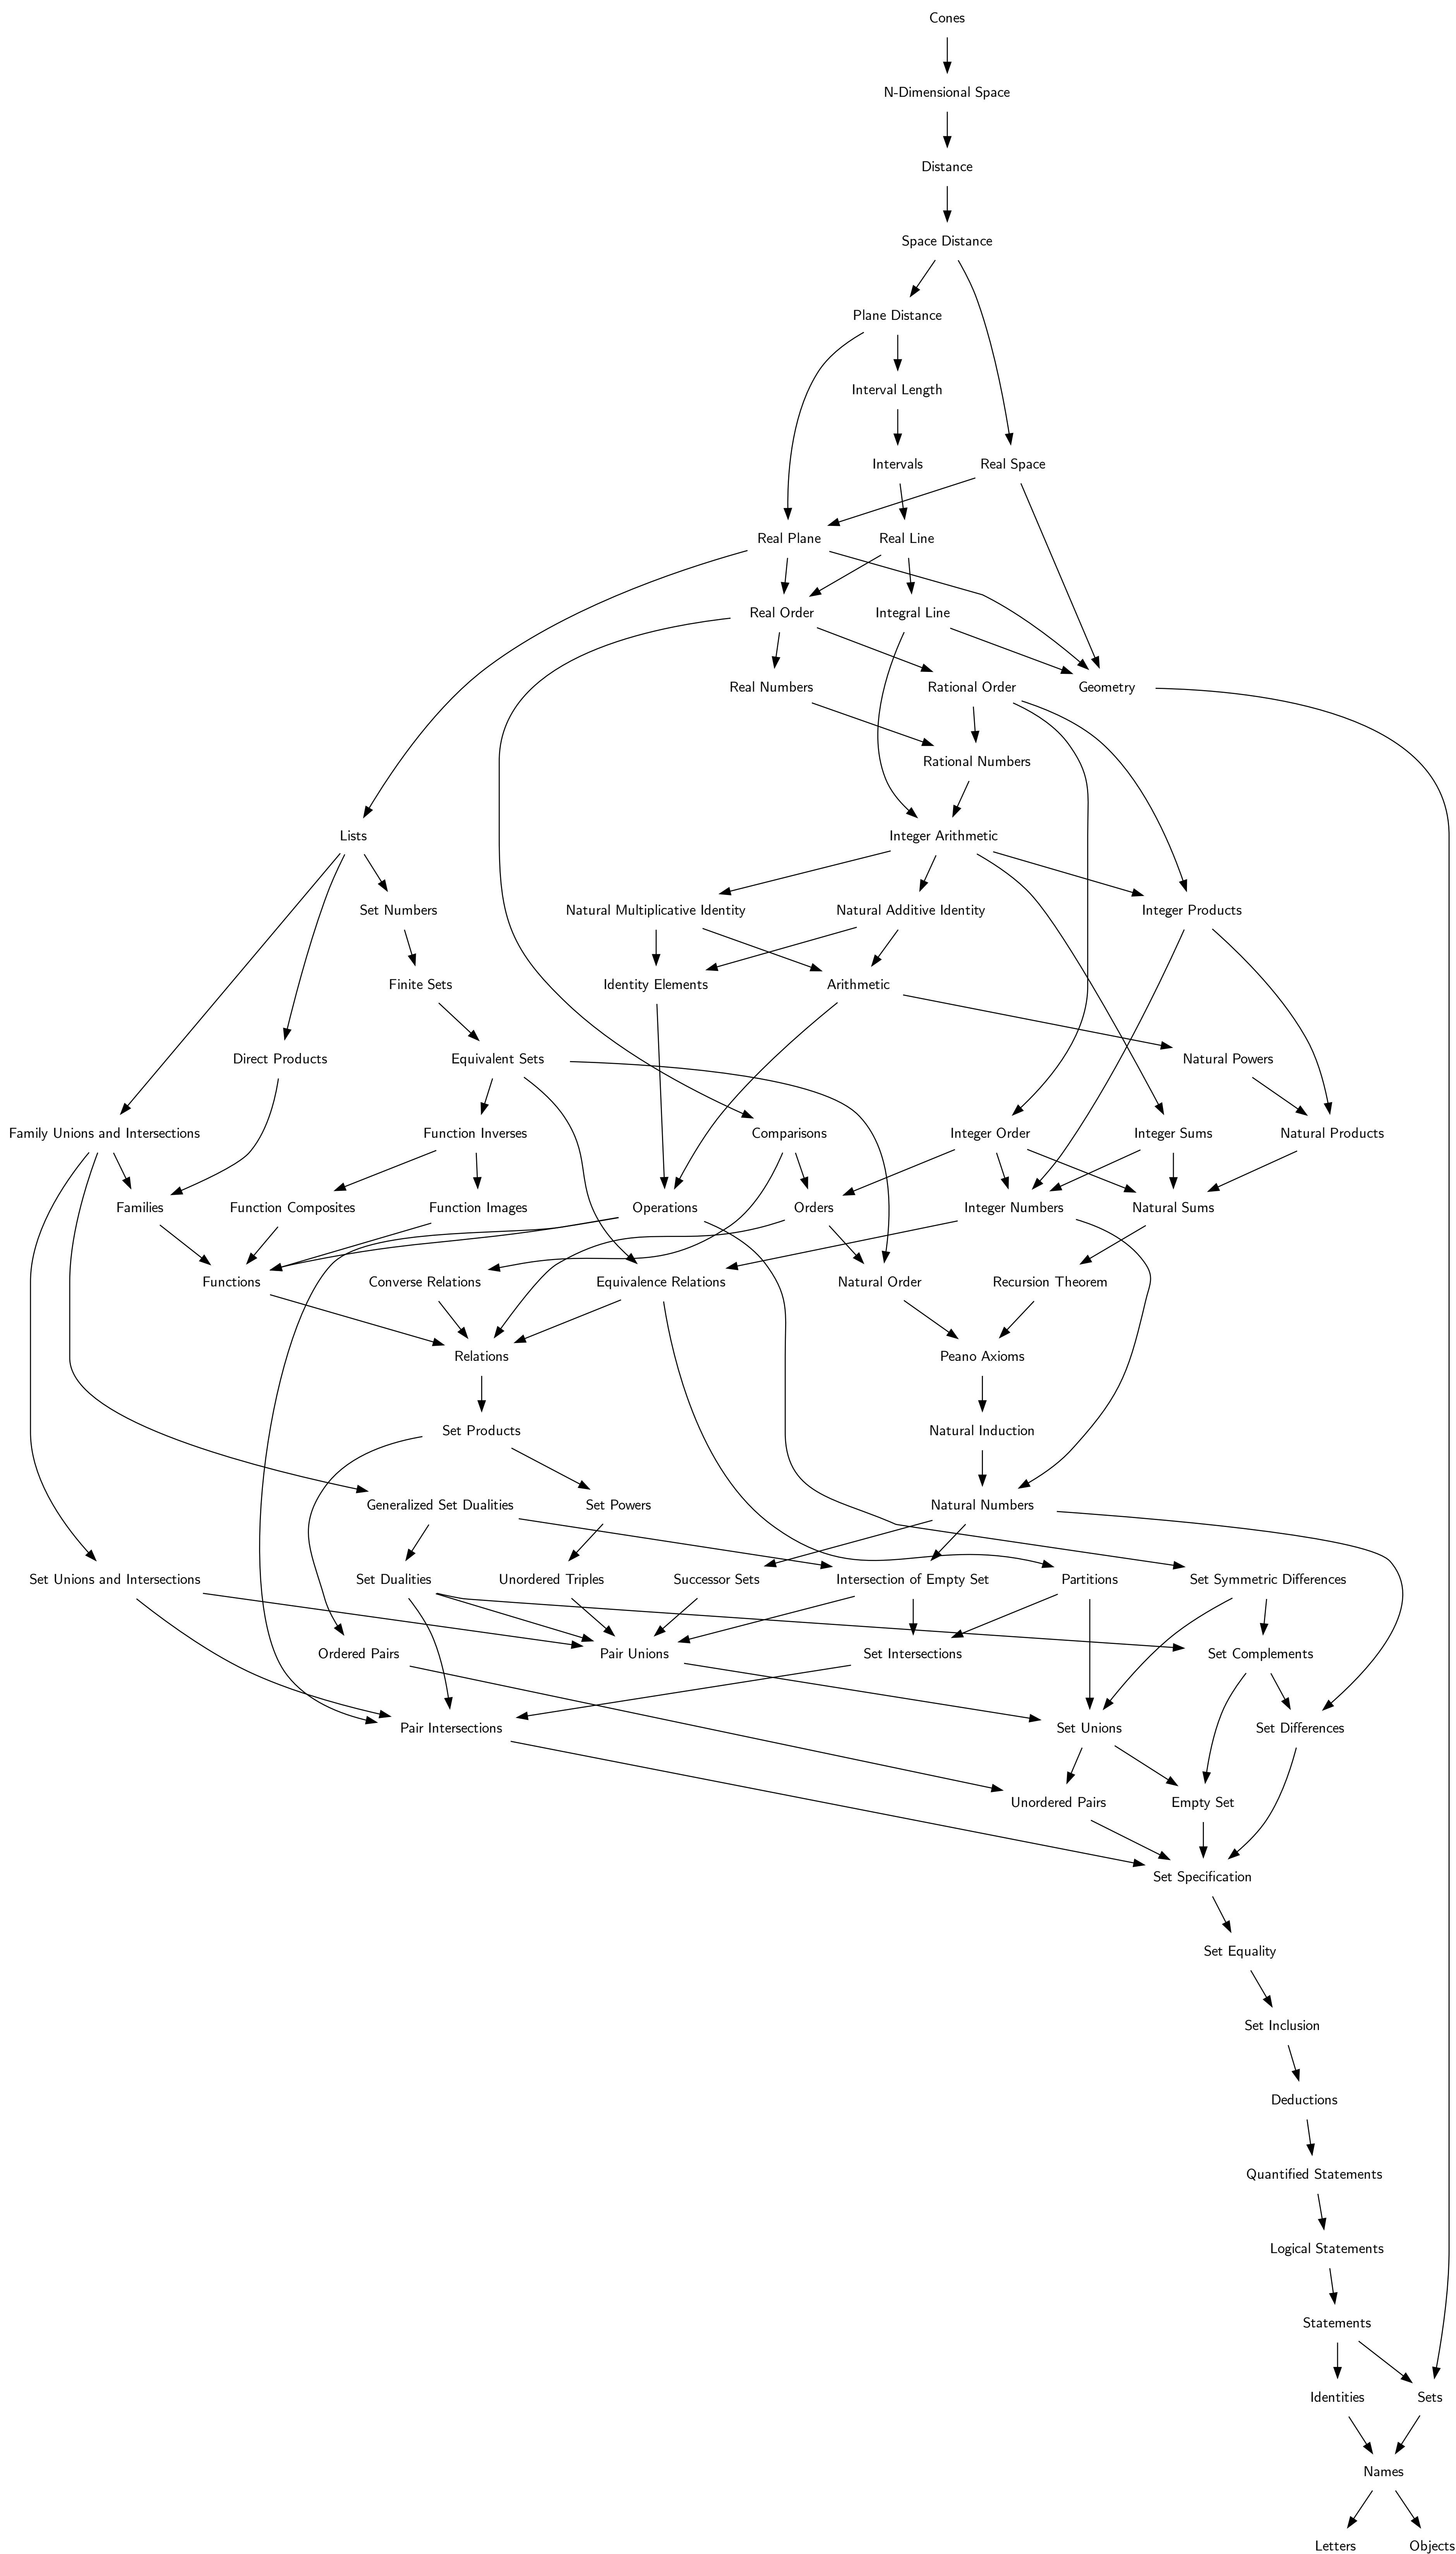 Cones
N-Dimensional Space
Distance
Space Distance
Plane Distance
Interval Length
Intervals
Real Space
Real Plane
Real Line
Real Order
Integral Line
Real Numbers
Rational Order
Geometry
Rational Numbers
Lists
Integer Arithmetic
Set Numbers
Natural Multiplicative Identity
Natural Additive Identity
Integer Products
Finite Sets
Identity Elements
Arithmetic
Direct Products
Equivalent Sets
Natural Powers
Family Unions and Intersections
Function Inverses
Comparisons
Integer Order
Integer Sums
Natural Products
Families
Function Composites
Function Images
Operations
Orders
Integer Numbers
Natural Sums
Functions
Converse Relations
Equivalence Relations
Natural Order
Recursion Theorem
Relations
Peano Axioms
Set Products
Natural Induction
Generalized Set Dualities
Set Powers
Natural Numbers
Set Unions and Intersections
Set Dualities
Unordered Triples
Successor Sets
Intersection of Empty Set
Partitions
Set Symmetric Differences
Ordered Pairs
Pair Unions
Set Intersections
Set Complements
Pair Intersections
Set Unions
Set Differences
Unordered Pairs
Empty Set
Set Specification
Set Equality
Set Inclusion
Deductions
Quantified Statements
Logical Statements
Statements
Identities
Sets
Names
Letters
Objects